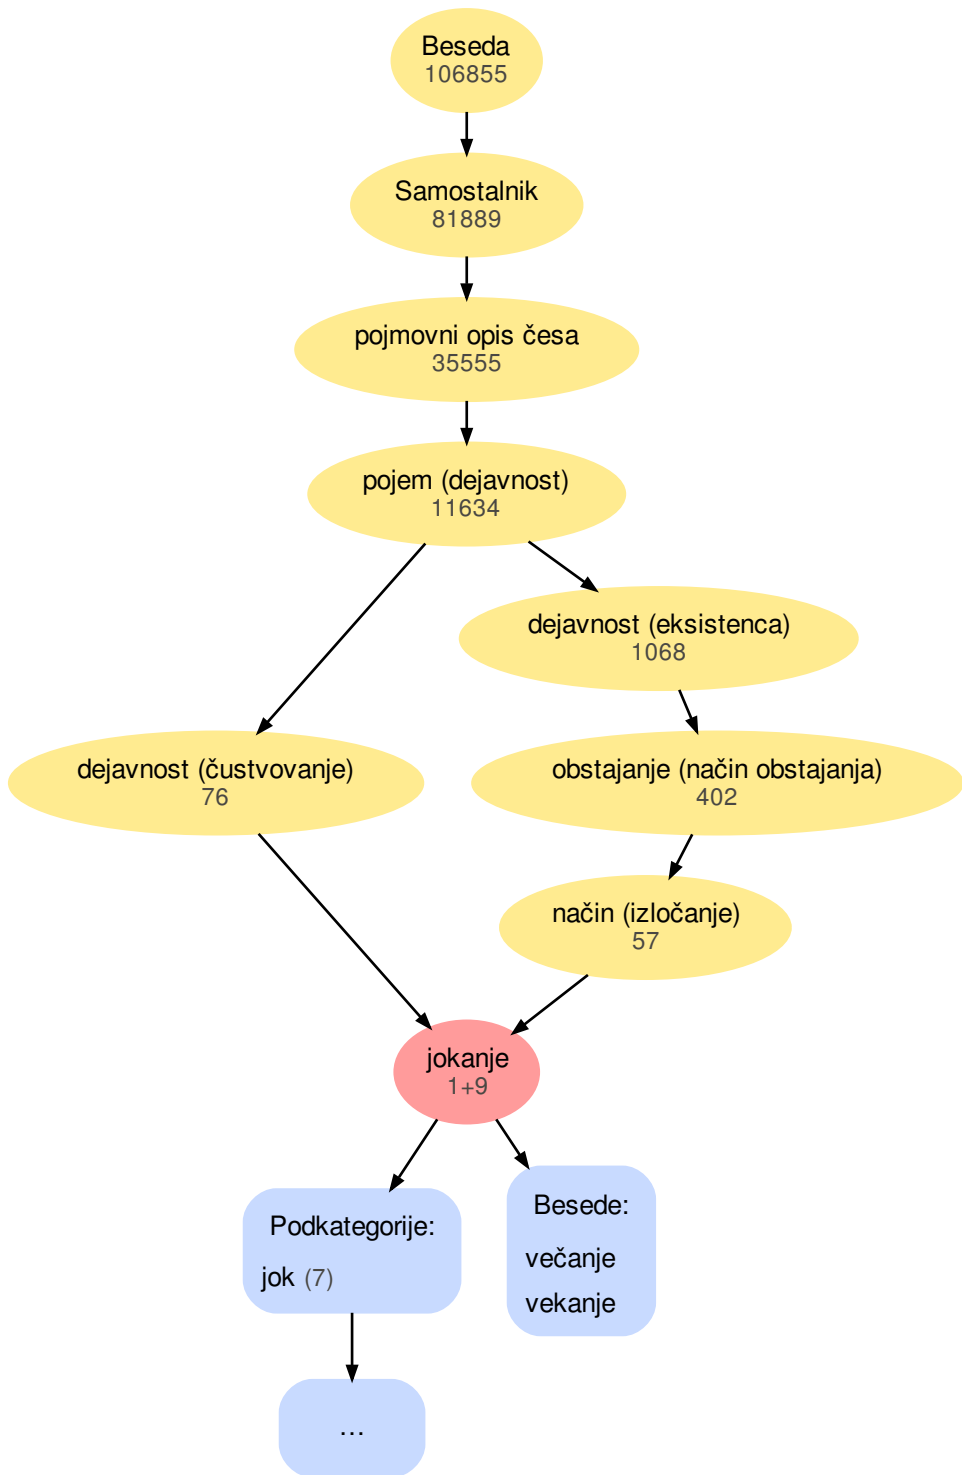 Beseda
106855
Samostalnik
81889
pojmovni opis česa
35555
pojem (dejavnost)
11634
dejavnost (eksistenca)
1068
dejavnost (čustvovanje)
76
obstajanje (način obstajanja)
402
način (izločanje)
57
jokanje
1+9
Podkategorije:
jok (7)
Besede:
večanje
vekanje
...